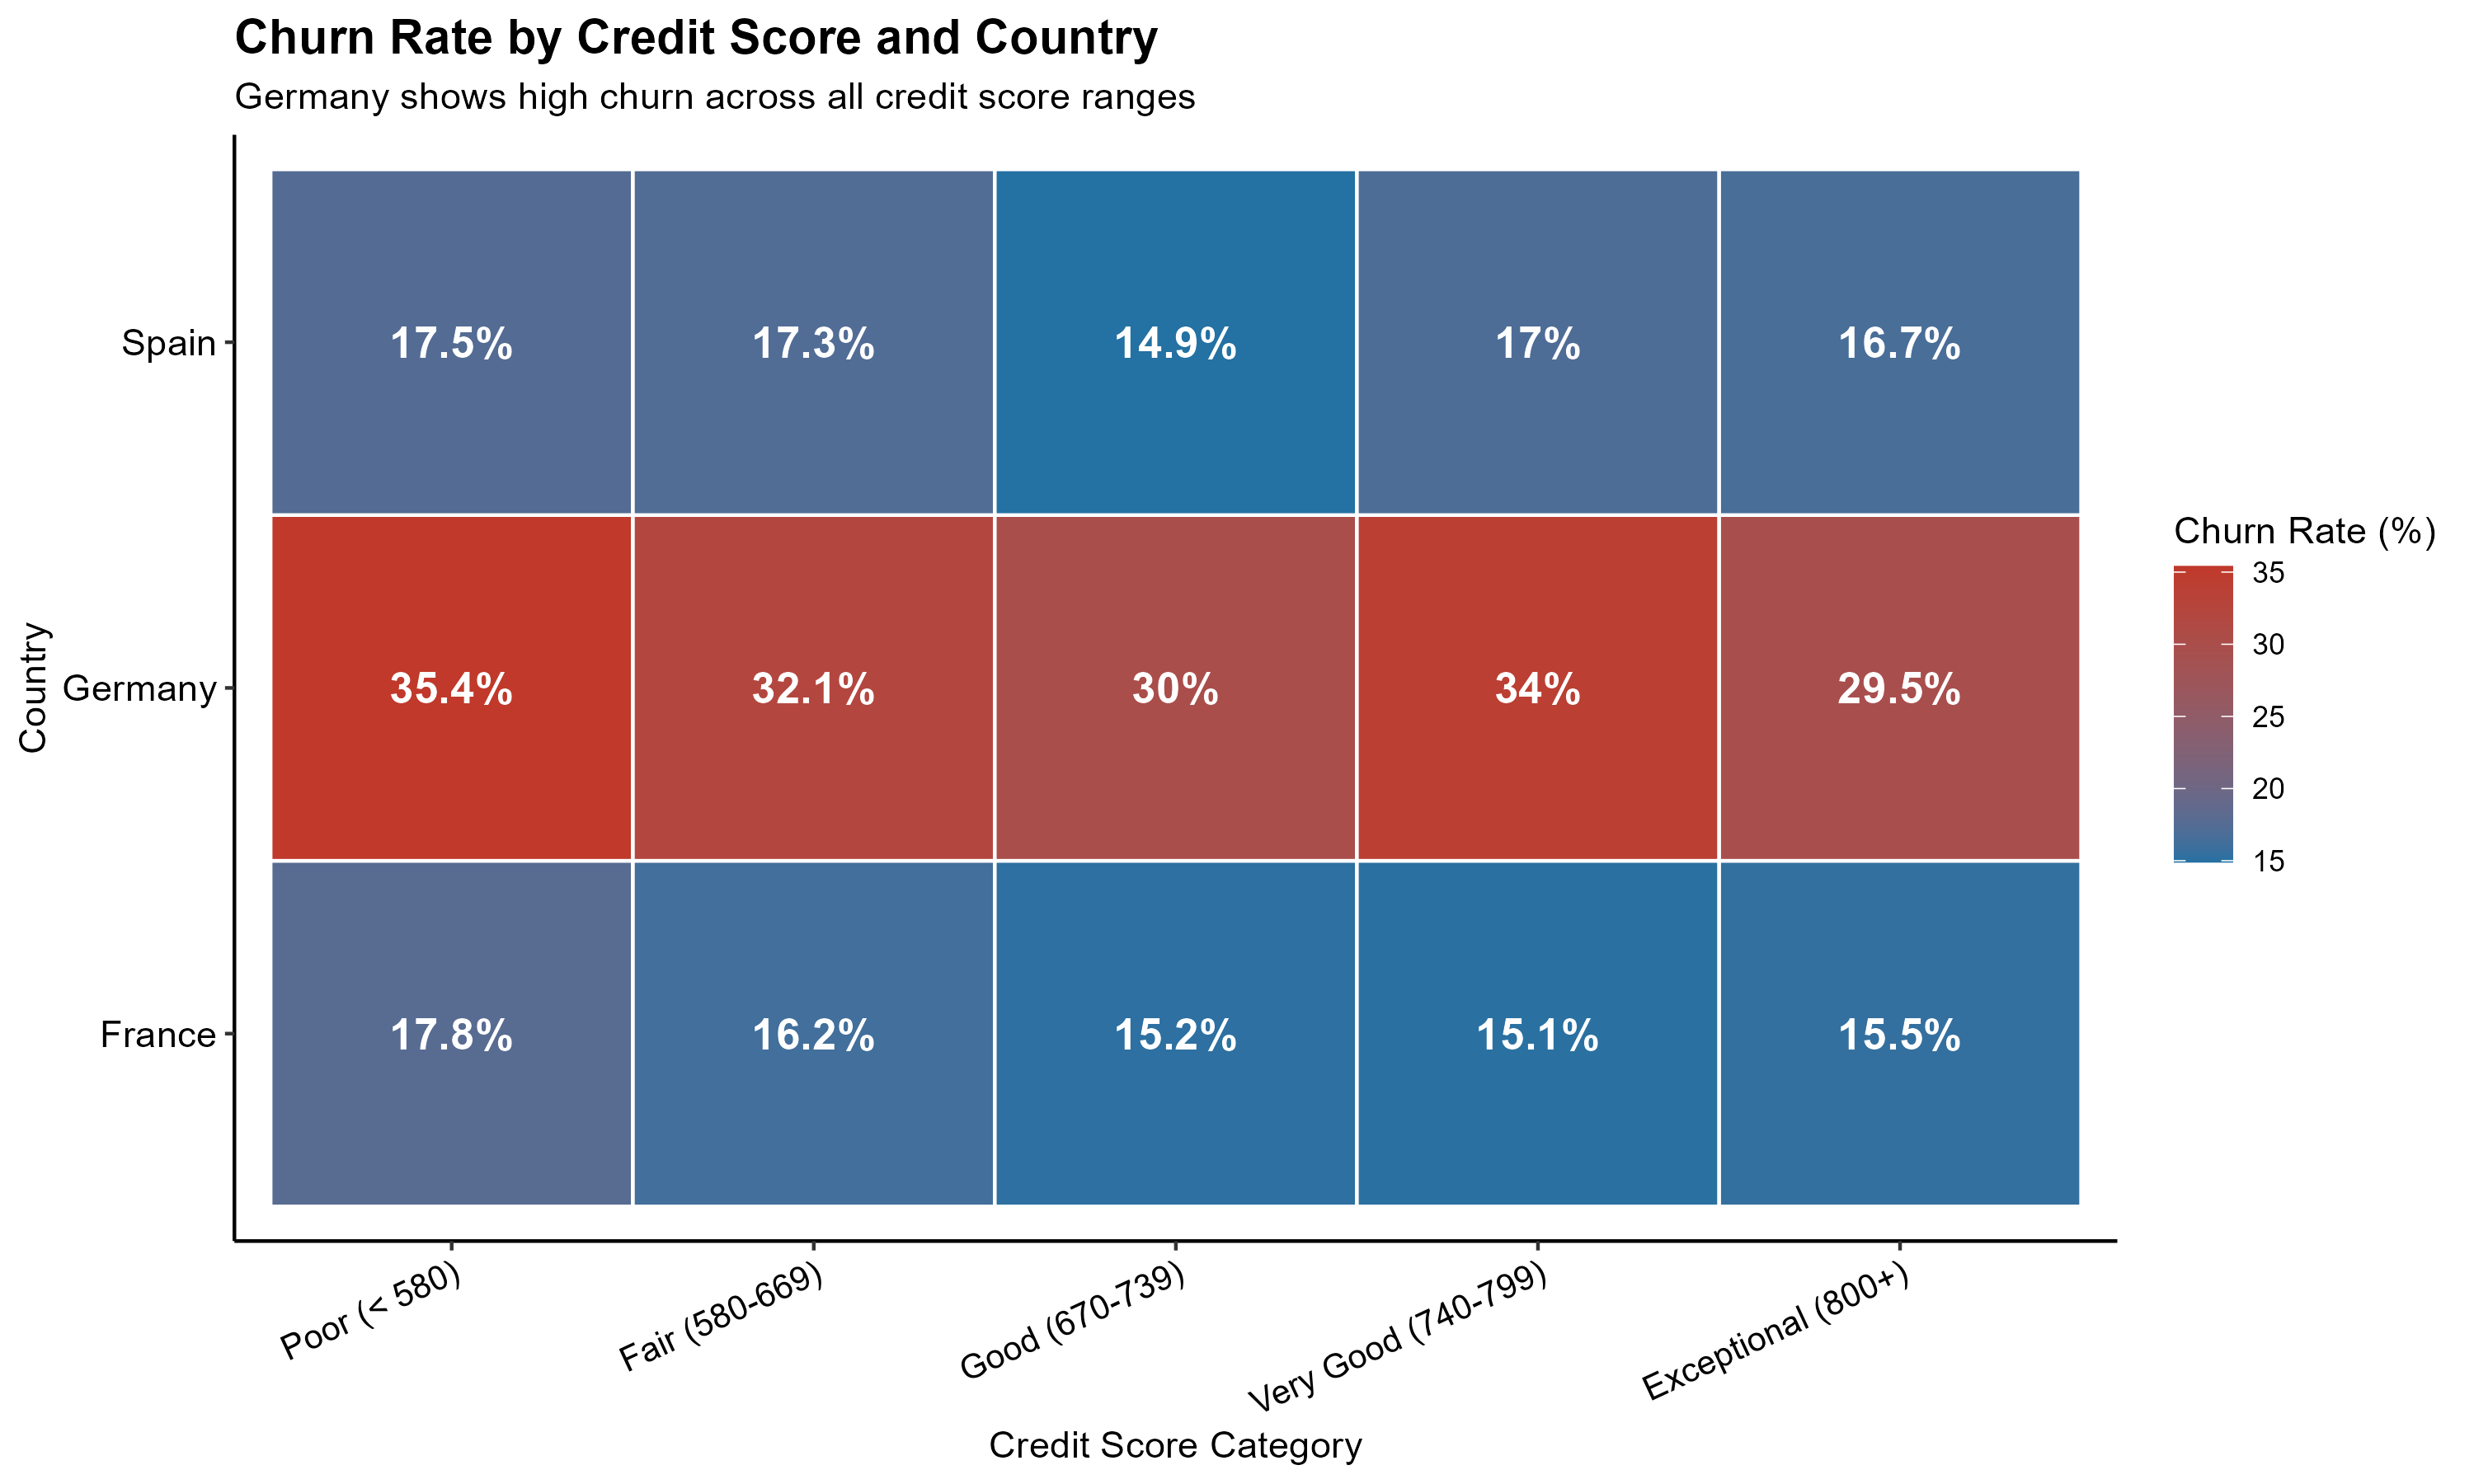 Churn Rate by Credit Score and Country
Germany shows high churn across all credit score ranges
Country
Spain
17.5%
17.3%
14.9%
17%
16.7%
Germany
35.4%
32.1%
30%
34%
29.5%
France
17.8%
16.2%
15.2%
15.1%
15.5%
Poor (< 580)
Fair (580-669)
Good (670-739)
Very Good (740-799)
Exceptional (800+)
Credit Score Category
Churn Rate (%)
35
30
25
20
15